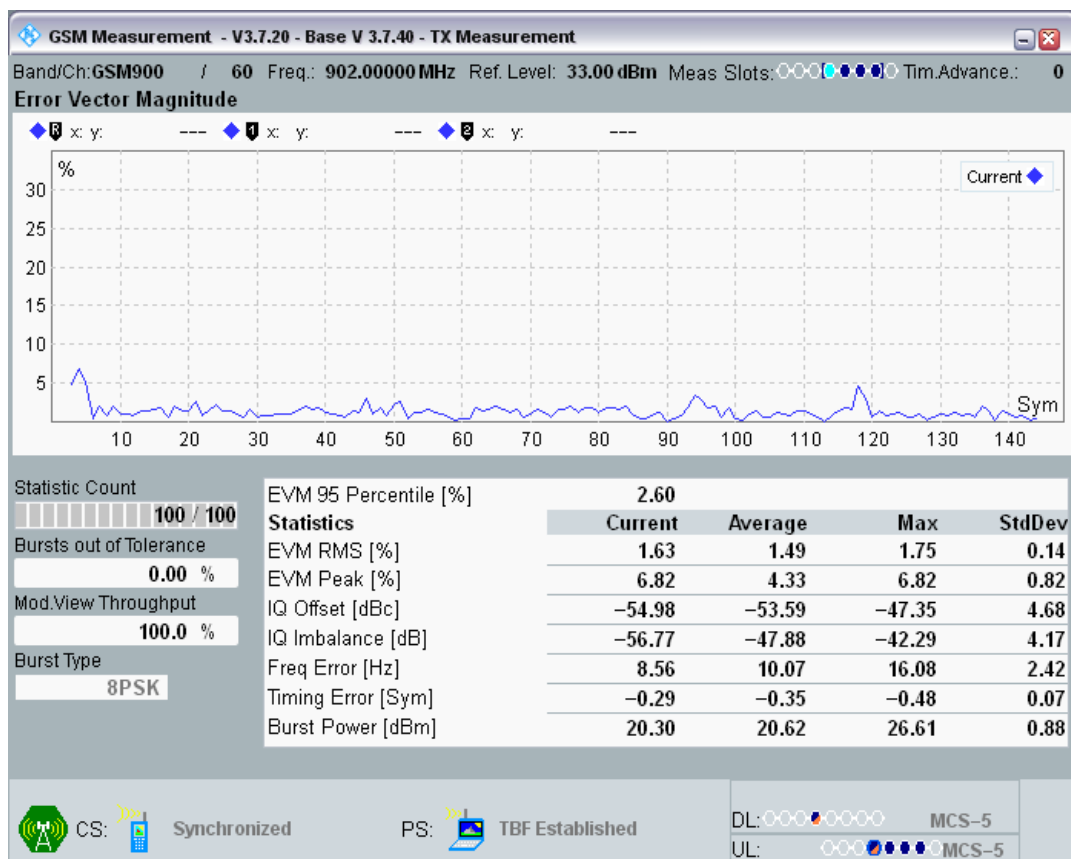 GSM Measurement - V3.7.20 - Base V 3.7.40 - TX Measurement
Band/Ch:GSM900 / 60 Freq.: 902.00000 MHz Ref. Level: 33.00 dBm Meas Slots: Tim.Advance.: 0
Error Vector Magnitude
R x: y: --- 1 x: y: --- 2 x: y: ---
%
Current
30
25
20
15
10
5
Sym
10 20 30 40 50 60 70 80 90 100 110 120 130 140
Statistic Count
100 / 100
Bursts out of Tolerance
0.00 %
Mod.View Throughput
100.0 %
Burst Type
8PSK
EVM 95 Percentile [%] 2.60
Statistics Current Average Max StdDev
EVM RMS [%] 1.63 1.49 1.75 0.14
EVM Peak [%] 6.82 4.33 6.82 0.82
IQ Offset [dBc] −54.98 −53.59 −47.35 4.68
IQ Imbalance [dB] −56.77 −47.88 −42.29 4.17
Freq Error [Hz] 8.56 10.07 16.08 2.42
Timing Error [Sym] −0.29 −0.35 −0.48 0.07
Burst Power [dBm] 20.30 20.62 26.61 0.88
CS: Synchronized PS: TBF Established
DL: MCS−5
UL: MCS−5